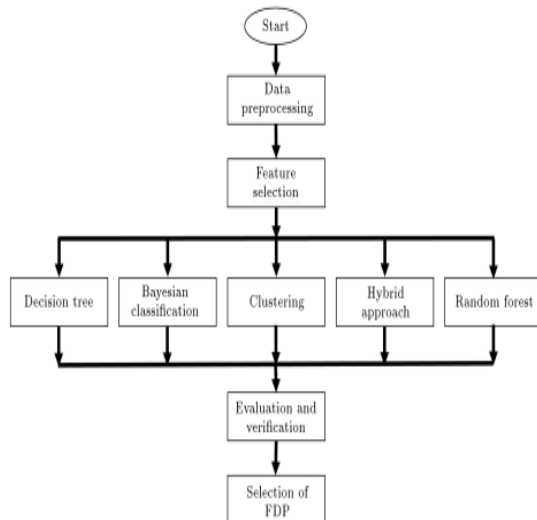 Start
Data
preprocessing
Feature
selection
Decision tree
Bayesian
classification
Clustering
Hybrid
approach
Random forest
Evaluation and
verification
Selection of
FDP